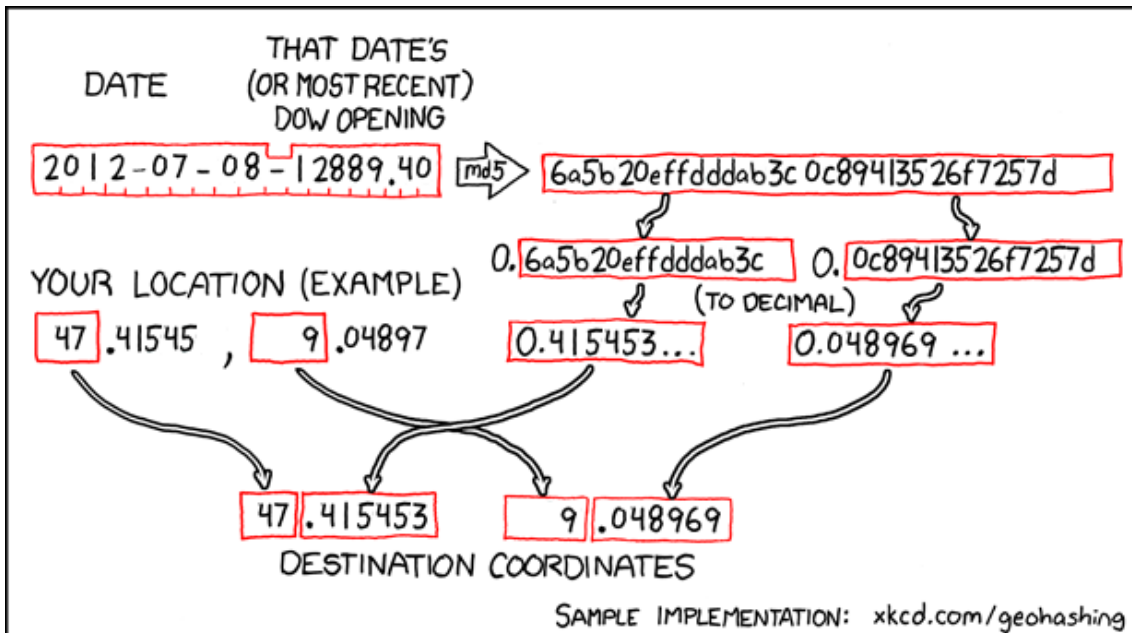 DATE
THAT DATE'S
(OR MOST RECENT)
DOW OPENING
2012-07-08-12889.40
md5
6a5b20effdddab3c0c89413526f7257d
0.6a5b20effdddab3c
0.0c89413526f7257d
(TO DECIMAL)
YOUR LOCATION (EXAMPLE)
47.41545, 9.04897
0.415453...
0.048969...
47.415453
9.048969
DESTINATION COORDINATES
SAMPLE IMPLEMENTATION: xkcd.com/geohashing